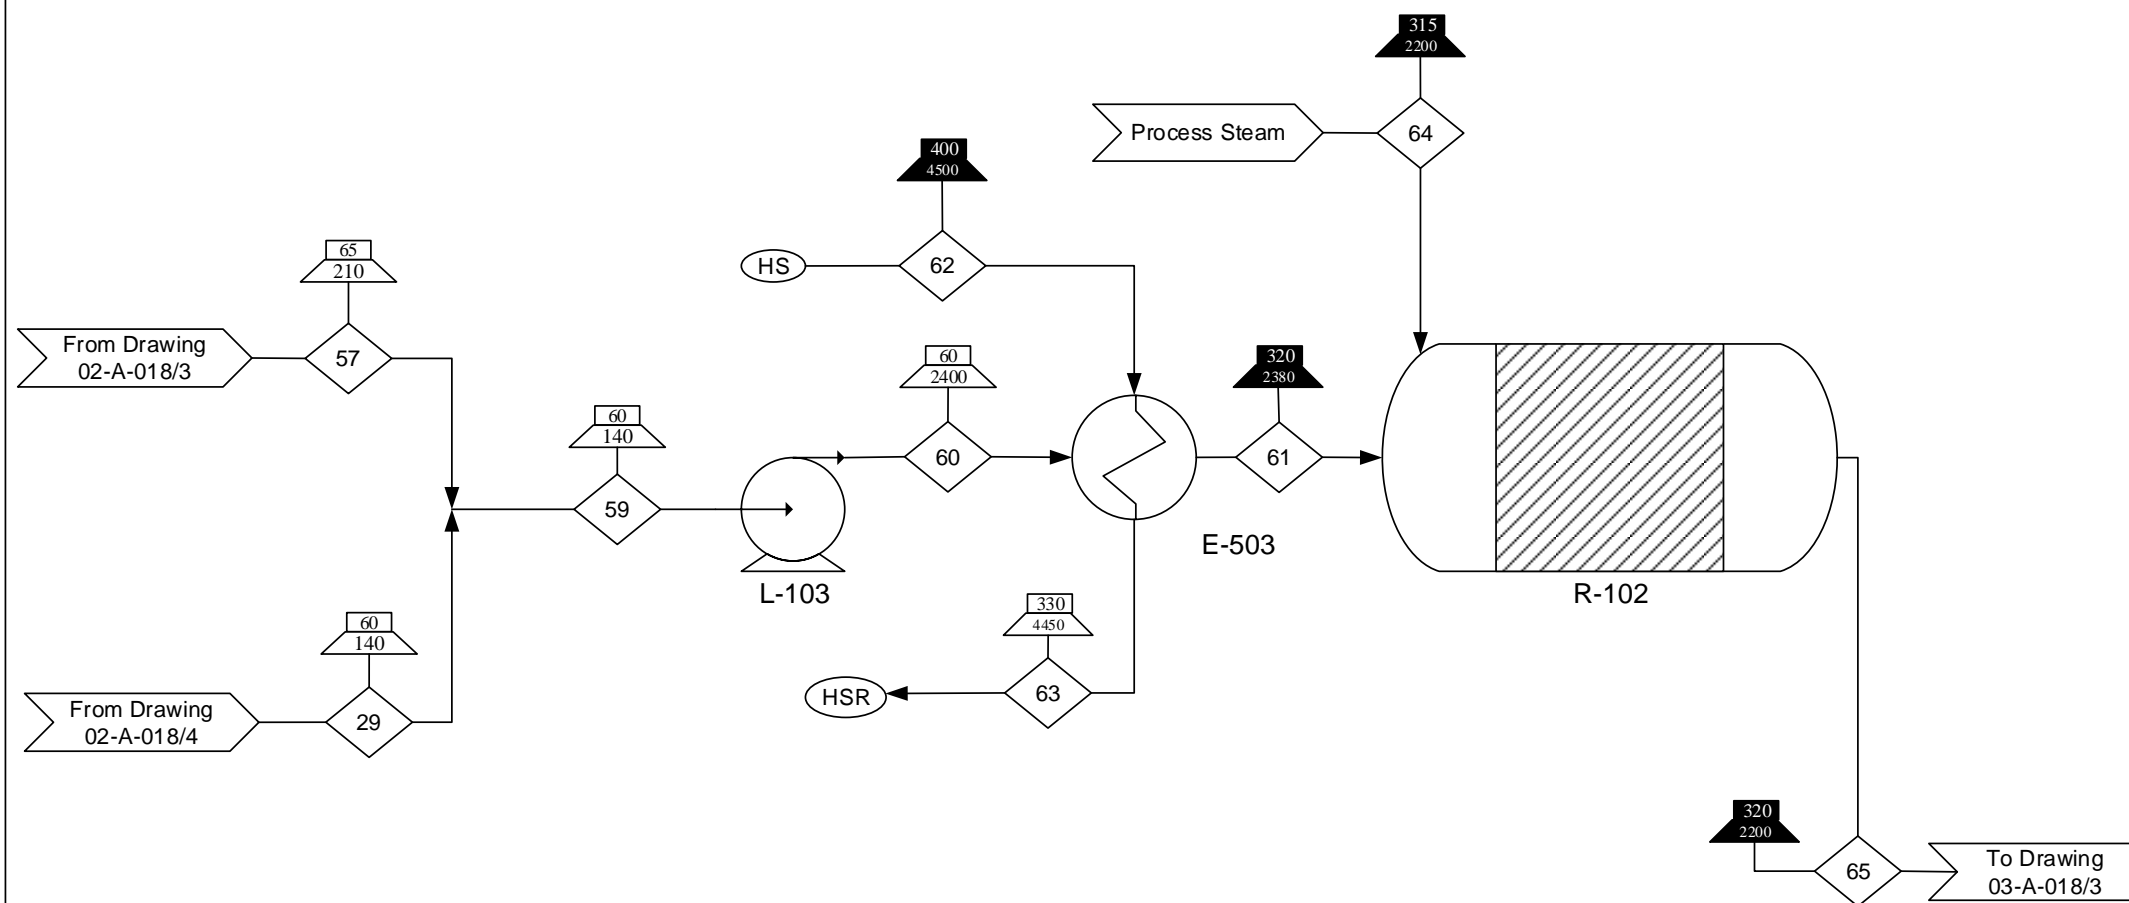 315
2200
Process Steam
64
400
4500
HS
62
65
210
From Drawing
02-A-018/3
57
60
2400
60
320
2380
61
60
140
59
L-103
E-503
R-102
330
4450
HSR
63
60
140
From Drawing
02-A-018/4
29
320
2200
65
To Drawing
03-A-018/3